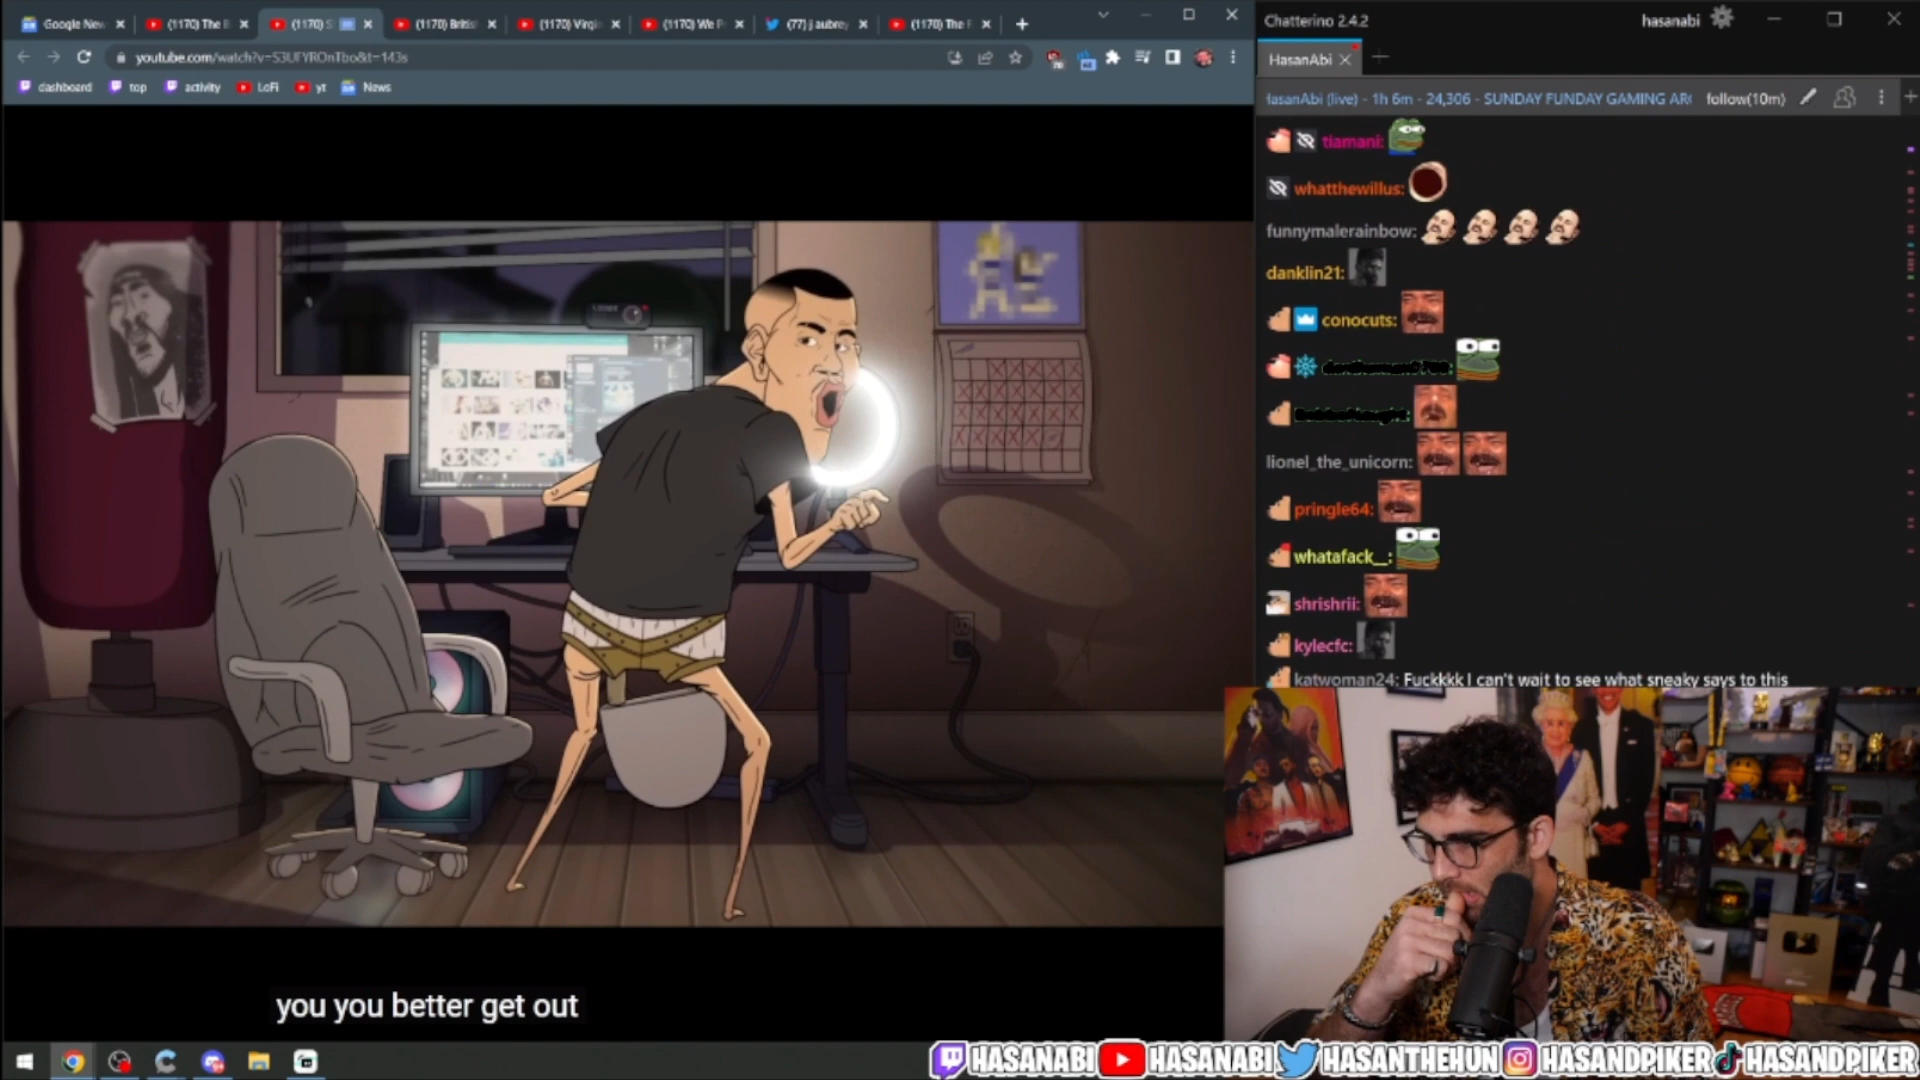 Google New
(1170) The B
(1170) S
(1170) Britis
(1170) Virgi
(1170) We P
(77) j aubrey
(1170) The F
youtube.com/watch?v=S3UFYROnTbo&t=143s
dashboard
top
activity
LoFi
yt
News
you you better get out
Chatterino 2.4.2
hasanabi
HasanAbi
HasanAbi (live) - 1h 6m - 24,306 - SUNDAY FUNDAY GAMING ARC
follow(10m)
tiamani:
whatthewillus:
funnymalerainbow:
danklin21:
conocuts:
lionel_the_unicorn:
pringle64:
whatafack__:
shrishrii:
kylecfc:
katwoman24: Fuckkkk I can't wait to see what sneaky says to this
HASANABI HASANABI HASANTHEHUN HASANDPIKER HASANDPIKER